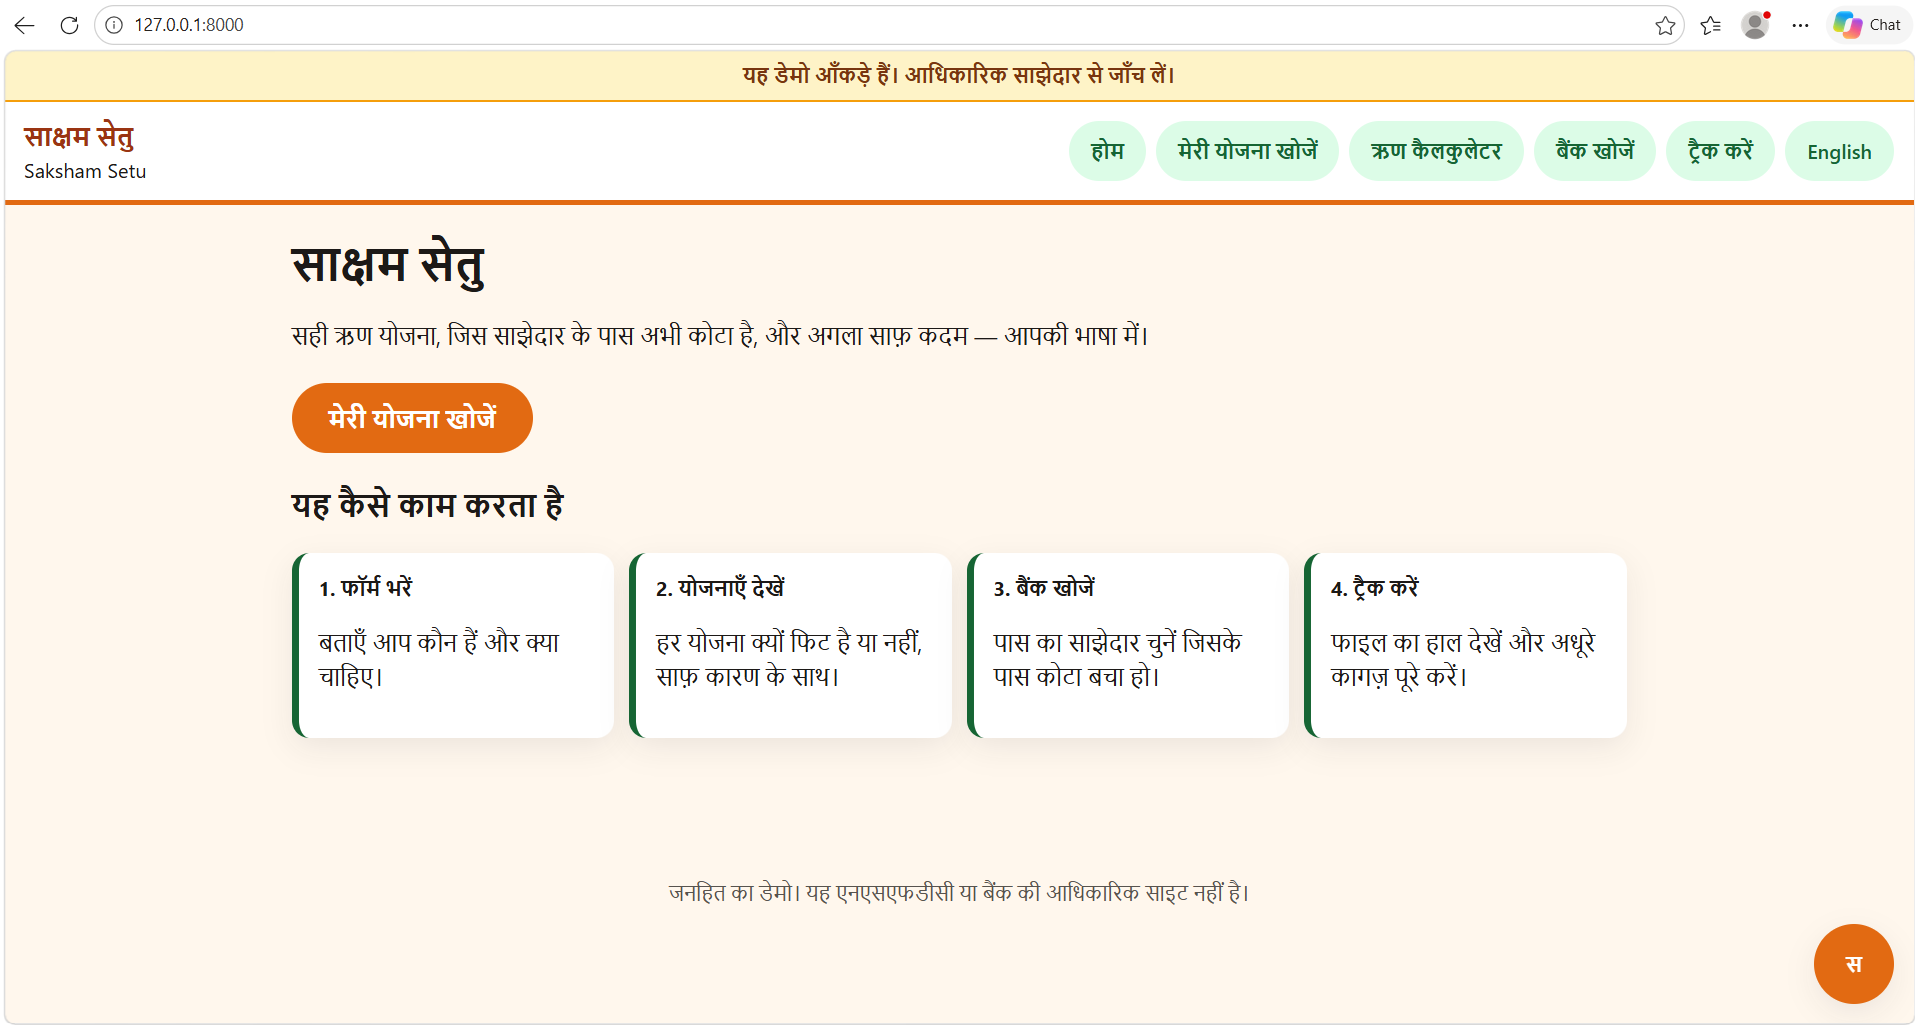 127.0.0.1:8000
Chat
यह डेमो आँकड़े हैं। आधिकारिक साझेदार से जाँच लें।
साक्षम सेतु
Saksham Setu
होम
मेरी योजना खोजें
ऋण कैलकुलेटर
बैंक खोजें
ट्रैक करें
English
साक्षम सेतु
सही ऋण योजना, जिस साझेदार के पास अभी कोटा है, और अगला साफ़ कदम — आपकी भाषा में।
मेरी योजना खोजें
यह कैसे काम करता है
1. फॉर्म भरें
बताएँ आप कौन हैं और क्या
चाहिए।
2. योजनाएँ देखें
हर योजना क्यों फिट है या नहीं,
साफ़ कारण के साथ।
3. बैंक खोजें
पास का साझेदार चुनें जिसके
पास कोटा बचा हो।
4. ट्रैक करें
फाइल का हाल देखें और अधूरे
कागज़ पूरे करें।
जनहित का डेमो। यह एनएसएफडीसी या बैंक की आधिकारिक साइट नहीं है।
स